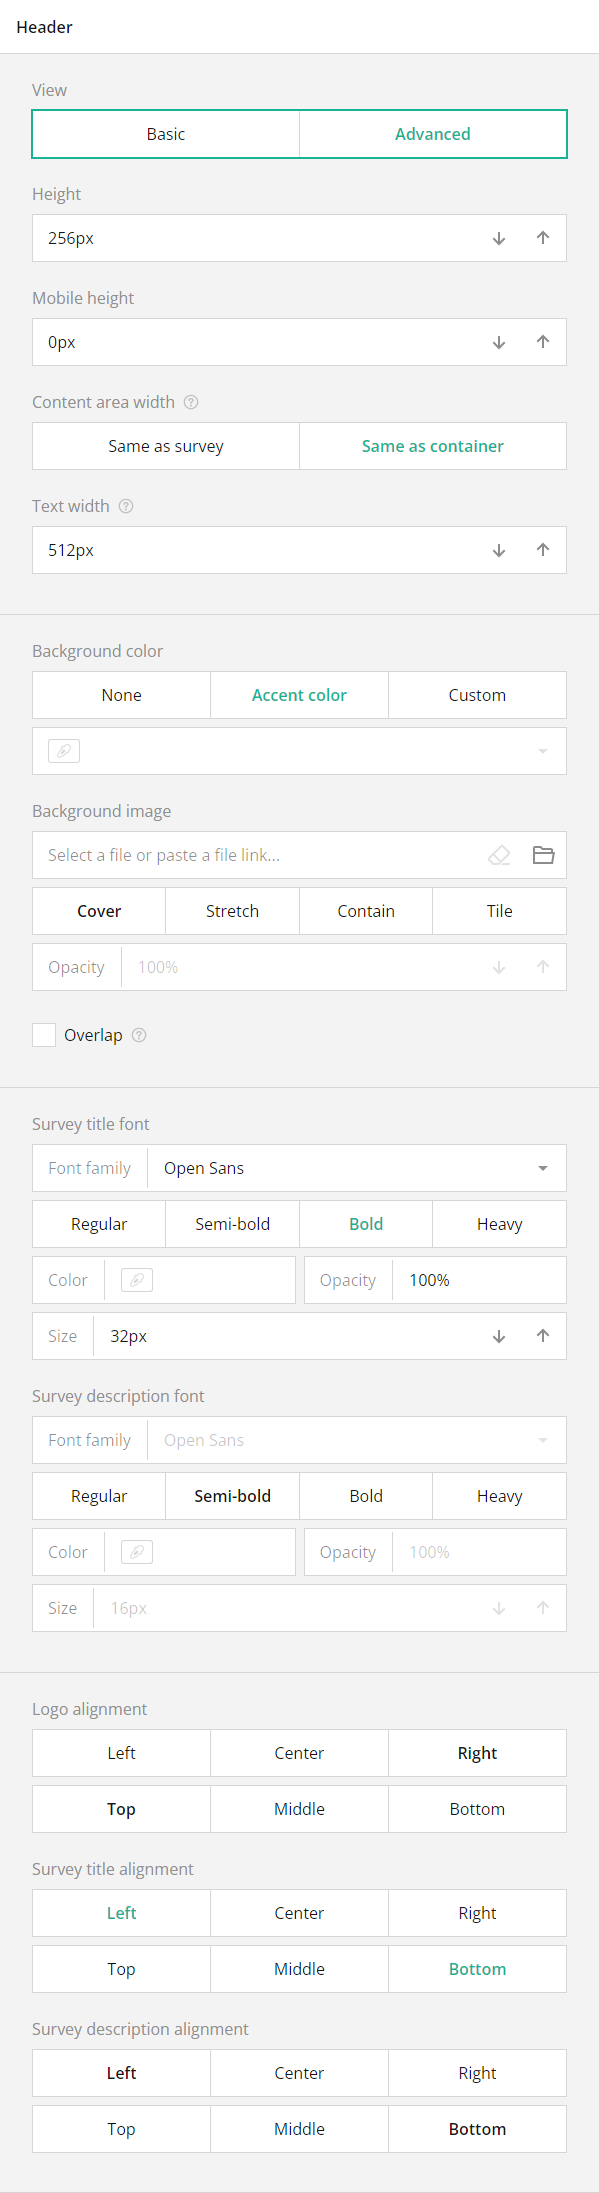 Header
View
Basic Advanced
Height
256px
Mobile height
0px
Content area width
Same as survey Same as container
Text width
512px
Background color
None Accent color Custom
Background image
Select a file or paste a file link...
Cover Stretch Contain Tile
Opacity 100%
Overlap
Survey title font
Font family Open Sans
Regular Semi-bold Bold Heavy
Color Opacity 100%
Size 32px
Survey description font
Font family Open Sans
Regular Semi-bold Bold Heavy
Color Opacity 100%
Size 16px
Logo alignment
Left Center Right
Top Middle Bottom
Survey title alignment
Left Center Right
Top Middle Bottom
Survey description alignment
Left Center Right
Top Middle Bottom